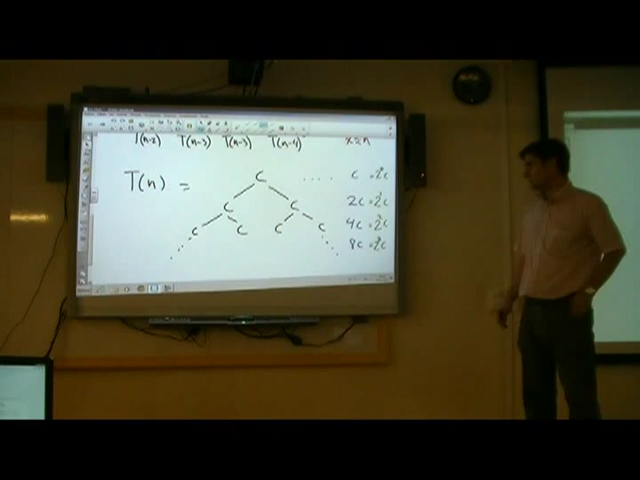 T(n-2) T(n-3) T(n-3) T(n-4)
T(n) = C .... C = 2⁰C
C C 2C = 2¹C
C C C C 4C = 2²C
8C = 2³C